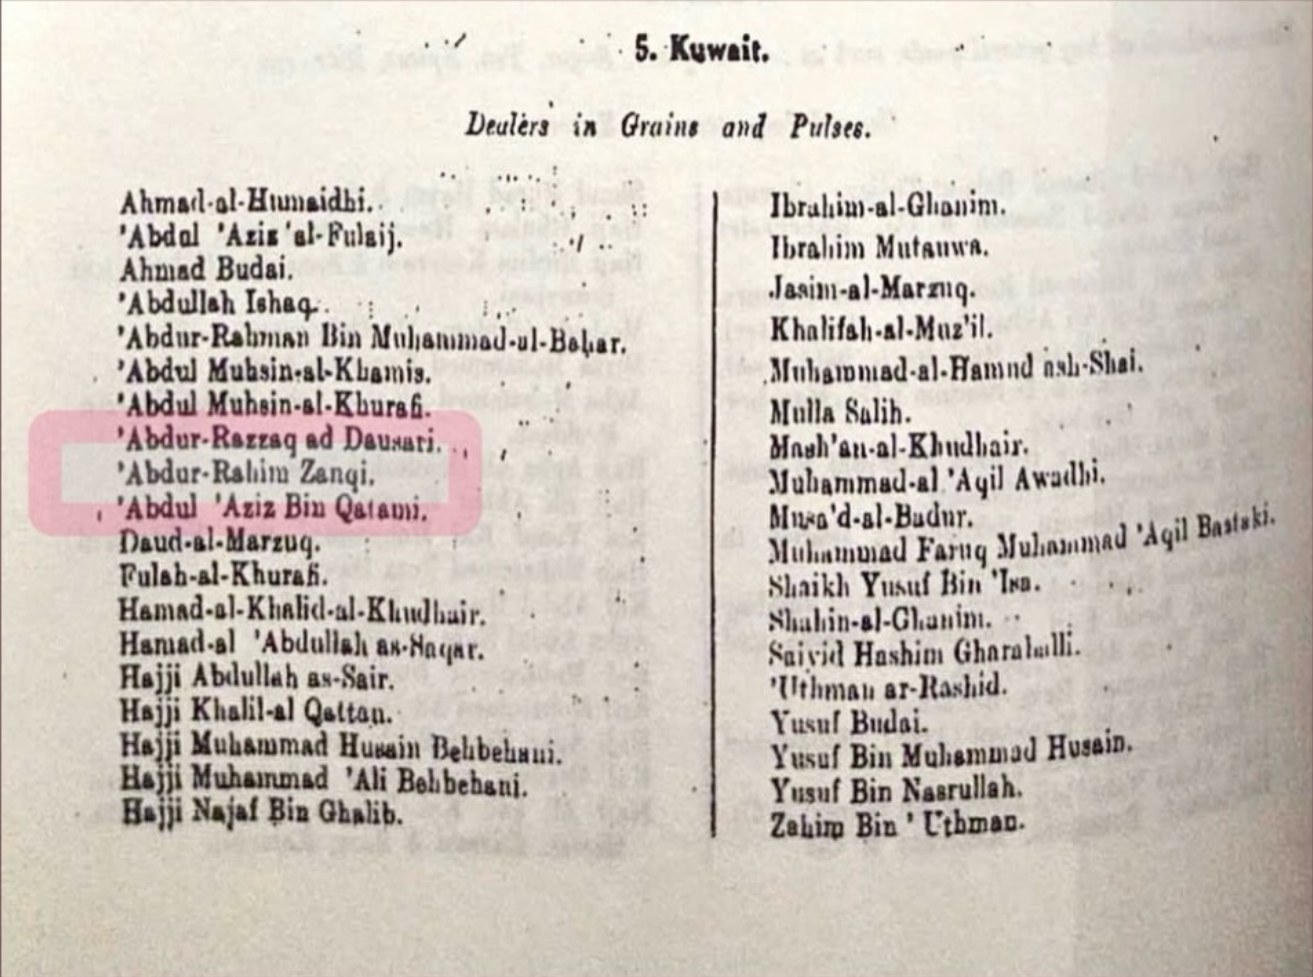 5. Kuwait.
Dealers in Grains and Pulses.
Ahmad-al-Humaidhi.
'Abdul 'Aziz 'al-Fulaij.
Ahmad Budai.
'Abdullah Ishaq.
'Abdur-Rahman Bin Muhammad-ul-Bahar.
'Abdul Muhsin-al-Khamis.
'Abdul Muhsin-al-Khurafi.
'Abdur-Razzaq ad Dausari.
'Abdur-Rahim Zanqi.
'Abdul 'Aziz Bin Qatami.
Daud-al-Marzuq.
Fulah-al-Khurafi.
Hamad-al-Khalid-al-Khudhair.
Hamad-al 'Abdullah as-Saqar.
Hajji Abdullah as-Sair.
Hajji Khalil-al Qattan.
Hajji Muhammad Husain Behbehani.
Hajji Muhammad 'Ali Behbehani.
Hajji Najaf Bin Ghalib.
Ibrahim-al-Ghanim.
Ibrahim Mutauwa.
Jasim-al-Marzuq.
Khalifah-al-Muz'il.
Muhammad-al-Hamud ash-Shai.
Mulla Salih.
Mash'an-al-Khudhair.
Muhammad-al 'Aqil Awadhi.
Musa'd-al-Badur.
Muhammad Faruq Muhammad 'Aqil Bastaki.
Shaikh Yusuf Bin 'Isa.
Shahin-al-Ghanim.
Saiyid Hashim
'Uthman ar-Rashid.
Yusuf Budai.
Yusuf Bin Muhammad Husain.
Yusuf Bin Nasrullah.
Zahim Bin ' Uthman.